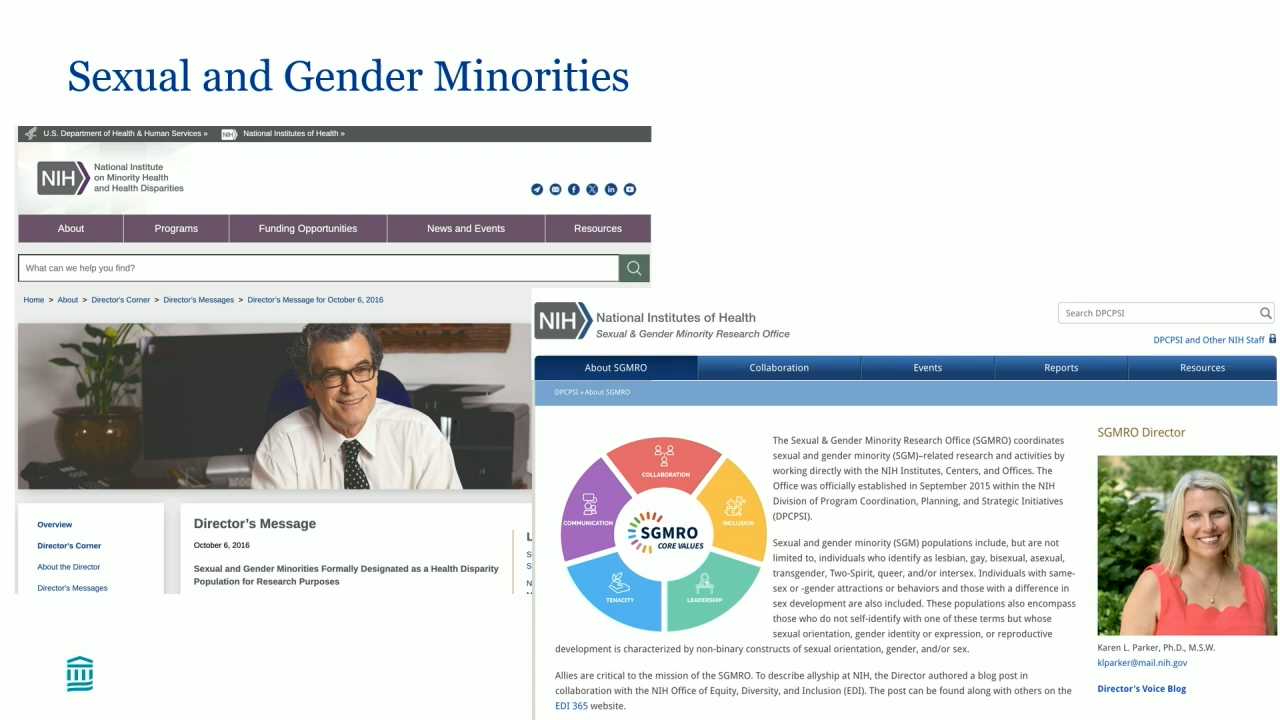 Sexual and Gender Minorities
U.S. Department of Health & Human Services »
NIH
National Institutes of Health »
NIH
National Institute
on Minority Health
and Health Disparities
About
Programs
Funding Opportunities
News and Events
Resources
What can we help you find?
Home > About > Director's Corner > Director's Messages > Director's Message for October 6, 2016
Overview
Director's Corner
About the Director
Director's Messages
Director's Message
October 6, 2016
Sexual and Gender Minorities Formally Designated as a Health Disparity
Population for Research Purposes
NIH
National Institutes of Health
Sexual & Gender Minority Research Office
Search DPCPSI
DPCPSI and Other NIH Staff
About SGMRO
Collaboration
Events
Reports
Resources
DPCPSI » About SGMRO
COLLABORATION
INCLUSION
LEADERSHIP
TENACITY
COMMUNICATION
SGMRO
CORE VALUES
The Sexual & Gender Minority Research Office (SGMRO) coordinates
sexual and gender minority (SGM)–related research and activities by
working directly with the NIH Institutes, Centers, and Offices. The
Office was officially established in September 2015 within the NIH
Division of Program Coordination, Planning, and Strategic Initiatives
(DPCPSI).
Sexual and gender minority (SGM) populations include, but are not
limited to, individuals who identify as lesbian, gay, bisexual, asexual,
transgender, Two-Spirit, queer, and/or intersex. Individuals with same-
sex or -gender attractions or behaviors and those with a difference in
sex development are also included. These populations also encompass
those who do not self-identify with one of these terms but whose
sexual orientation, gender identity or expression, or reproductive
development is characterized by non-binary constructs of sexual orientation, gender, and/or sex.
Allies are critical to the mission of the SGMRO. To describe allyship at NIH, the Director authored a blog post in
collaboration with the NIH Office of Equity, Diversity, and Inclusion (EDI). The post can be found along with others on the
EDI 365 website.
SGMRO Director
Karen L. Parker, Ph.D., M.S.W.
klparker@mail.nih.gov
Director's Voice Blog